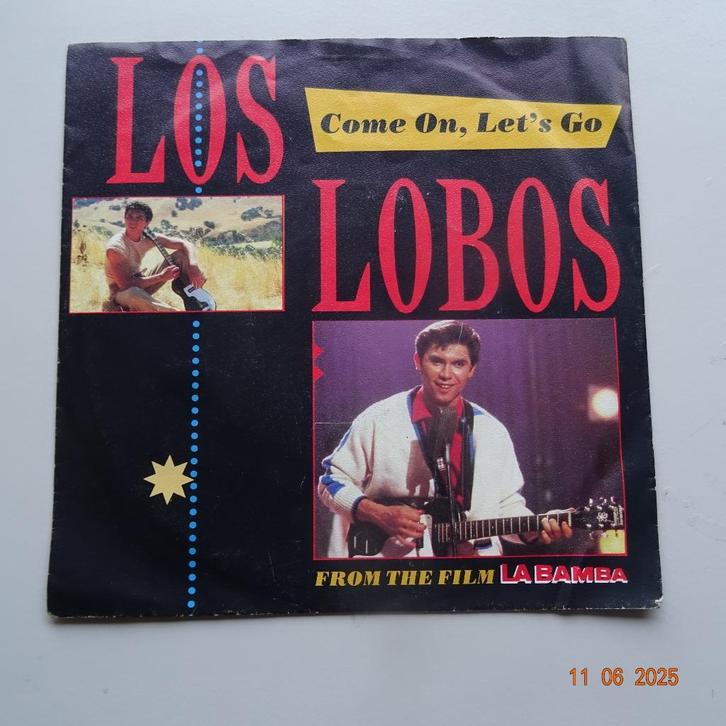 LOS
Come On, Let's Go
LOBOS
FROM THE FILM LA BAMBA
11 06 2025